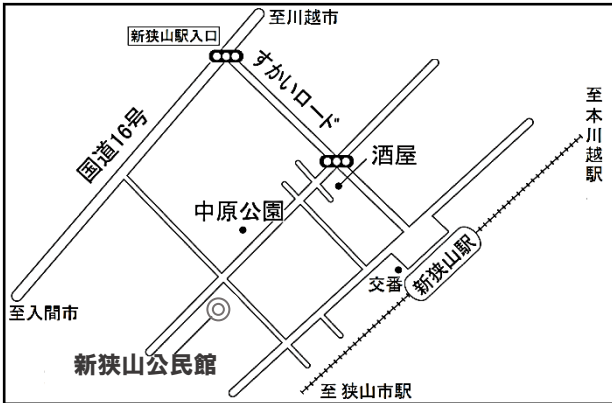 至川越市
新狭山駅入口
すかいロード
国道16号
酒屋
至本川越駅
中原公園
新狭山駅
交番
至入間市
新狭山公民館
至 狭山市駅